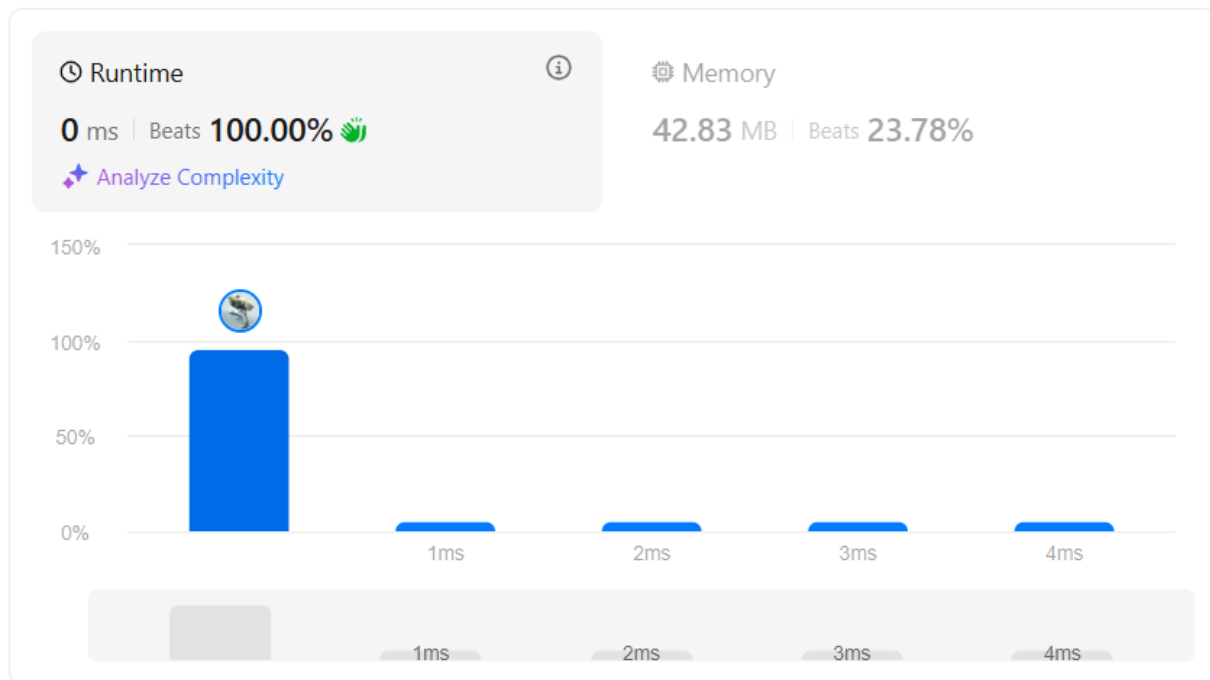 Runtime
0 ms | Beats 100.00%
Analyze Complexity
Memory
42.83 MB | Beats 23.78%
150%
100%
50%
0%
1ms 2ms 3ms 4ms
1ms 2ms 3ms 4ms